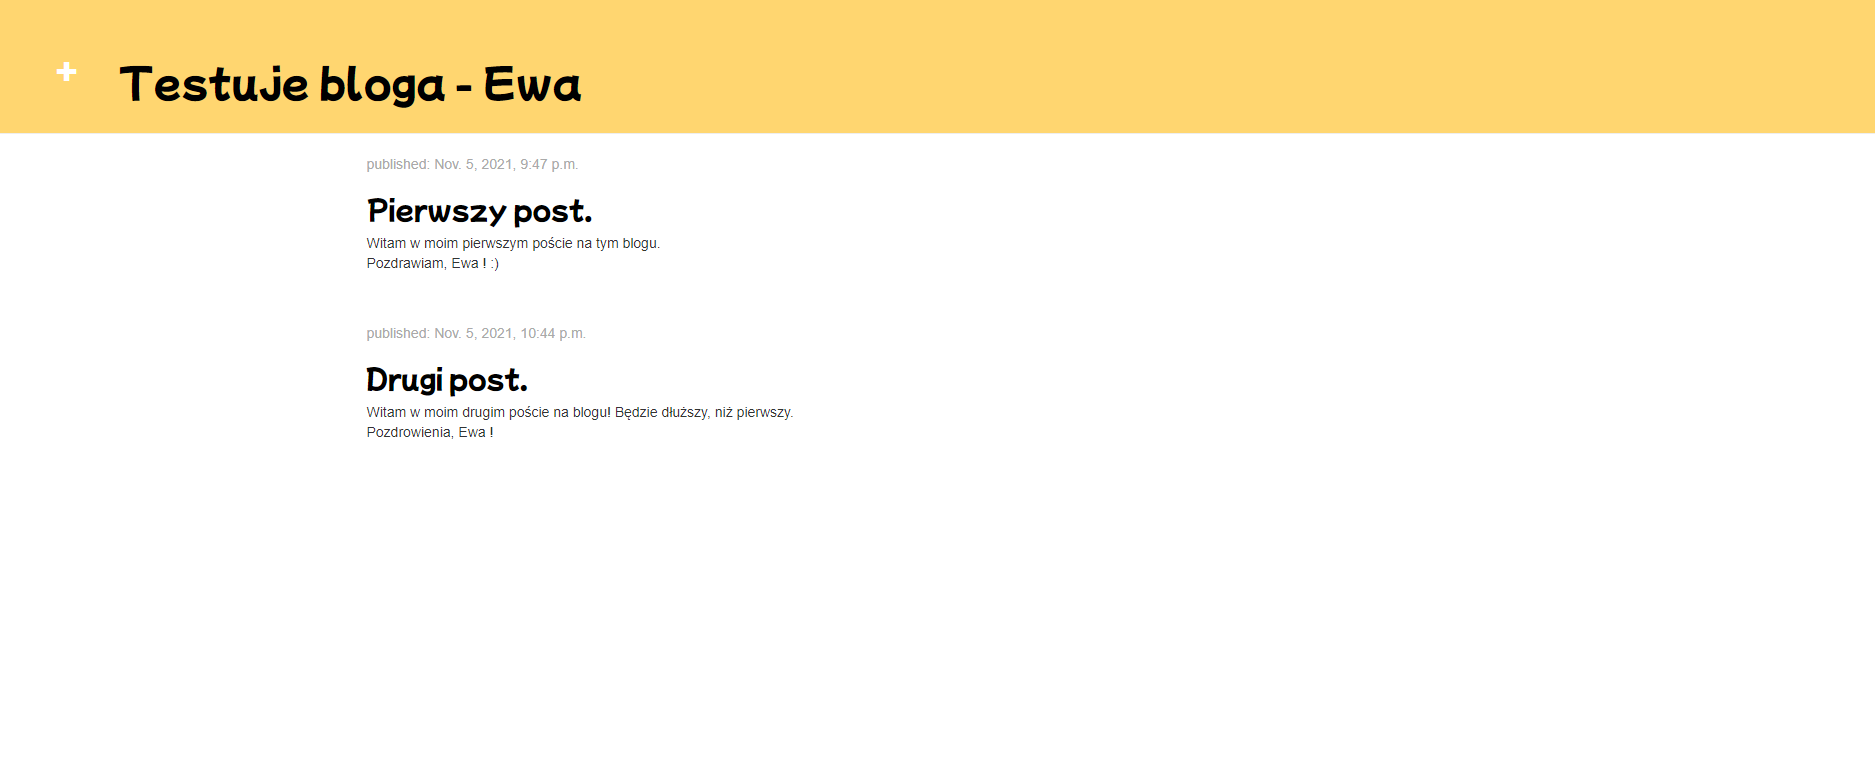 + Testuje bloga - Ewa
published: Nov. 5, 2021, 9:47 p.m.
Pierwszy post.
Witam w moim pierwszym poście na tym blogu.
Pozdrawiam, Ewa ! :)
published: Nov. 5, 2021, 10:44 p.m.
Drugi post.
Witam w moim drugim poście na blogu! Będzie dłuższy, niż pierwszy.
Pozdrowienia, Ewa !